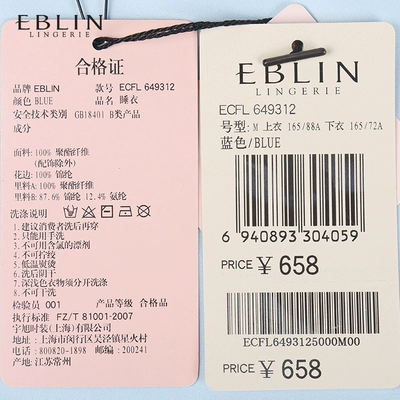 EBLIN
LINGERIE
合格证
品牌 EBLIN 款号 ECFL 649312
颜色 BLUE 品名 睡衣
安全技术类别 GB18401 B类产品
成分
面料: 100% 聚酯纤维
(配饰除外)
花边: 100% 锦纶
里料A: 100% 聚酯纤维
里料B: 87.6% 锦纶 12.4% 氨纶
洗涤说明
1. 建议消费者洗后再穿
2. 只能用手洗
3. 不可用含氯的漂剂
4. 不可拧绞
5. 低温熨烫
6. 洗后阴干
7. 深浅色衣物须分开洗涤
8. 不可干洗
检验员 001 产品等级 合格品
执行标准 FZ/T 81001-2007
宇旭时装(上海)有限公司
地址: 上海市闵行区吴泾镇星火村
电话: 800820-1898 邮编: 200241
产地: 江苏常州
EBLIN
LINGERIE
ECFL 649312
号型: M 上衣 165/88A 下衣 165/72A
蓝色/BLUE
6 940893 304059
PRICE ¥ 658
ECFL6493125000M00
PRICE ¥ 658